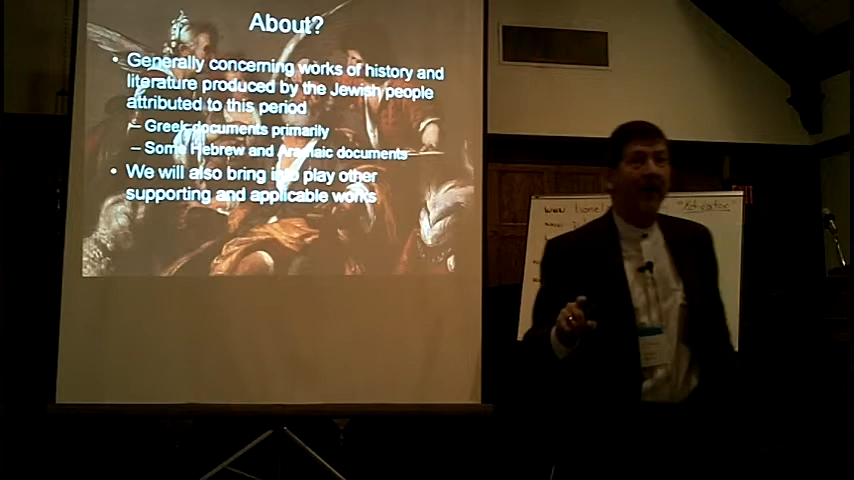 About?
• Generally concerning works of history and
literature produced by the Jewish people
attributed to this period
– Greek documents primarily
– Some Hebrew and Aramaic documents
• We will also bring into play other
supporting and applicable works
www